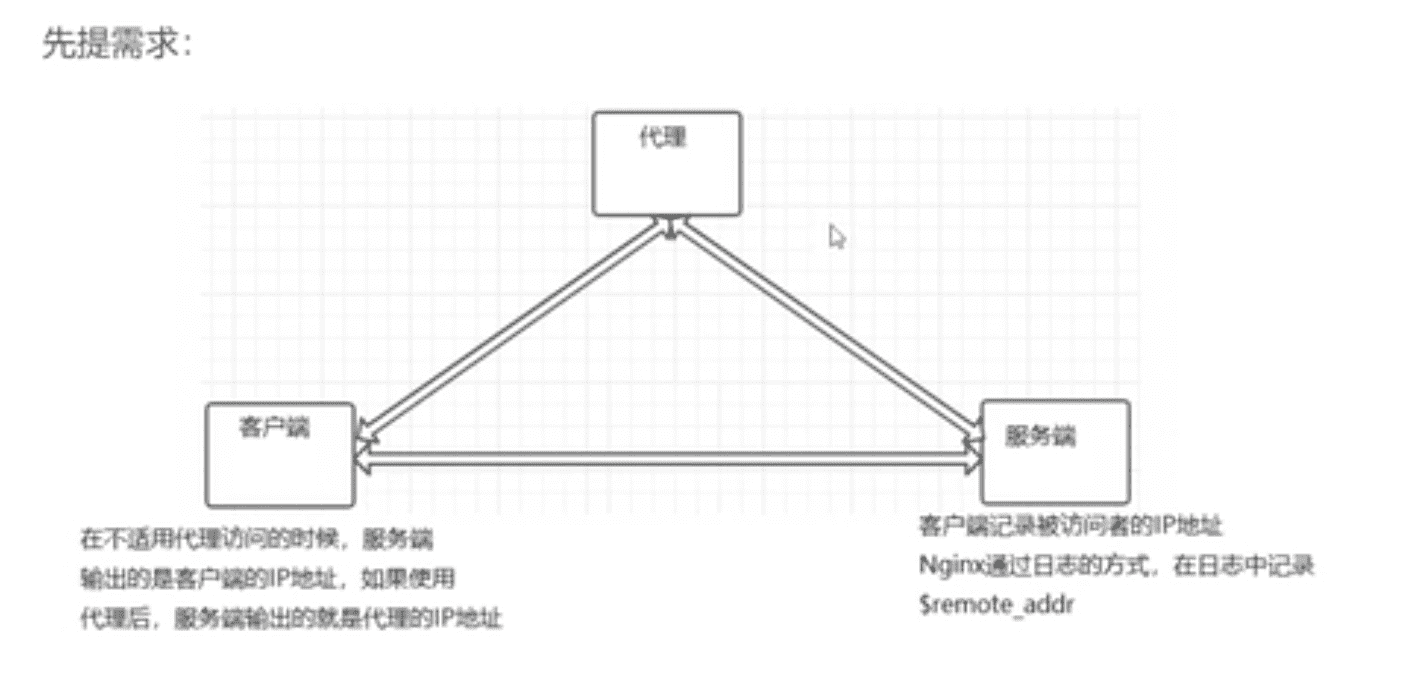 先提需求：
代理
客户端
服务端
在不适用代理访问的时候，服务端
输出的是客户端的IP地址，如果使用
代理后，服务端输出的就是代理的IP地址
客户端记录被访问者的IP地址
Nginx通过日志的方式，在日志中记录
$remote_addr